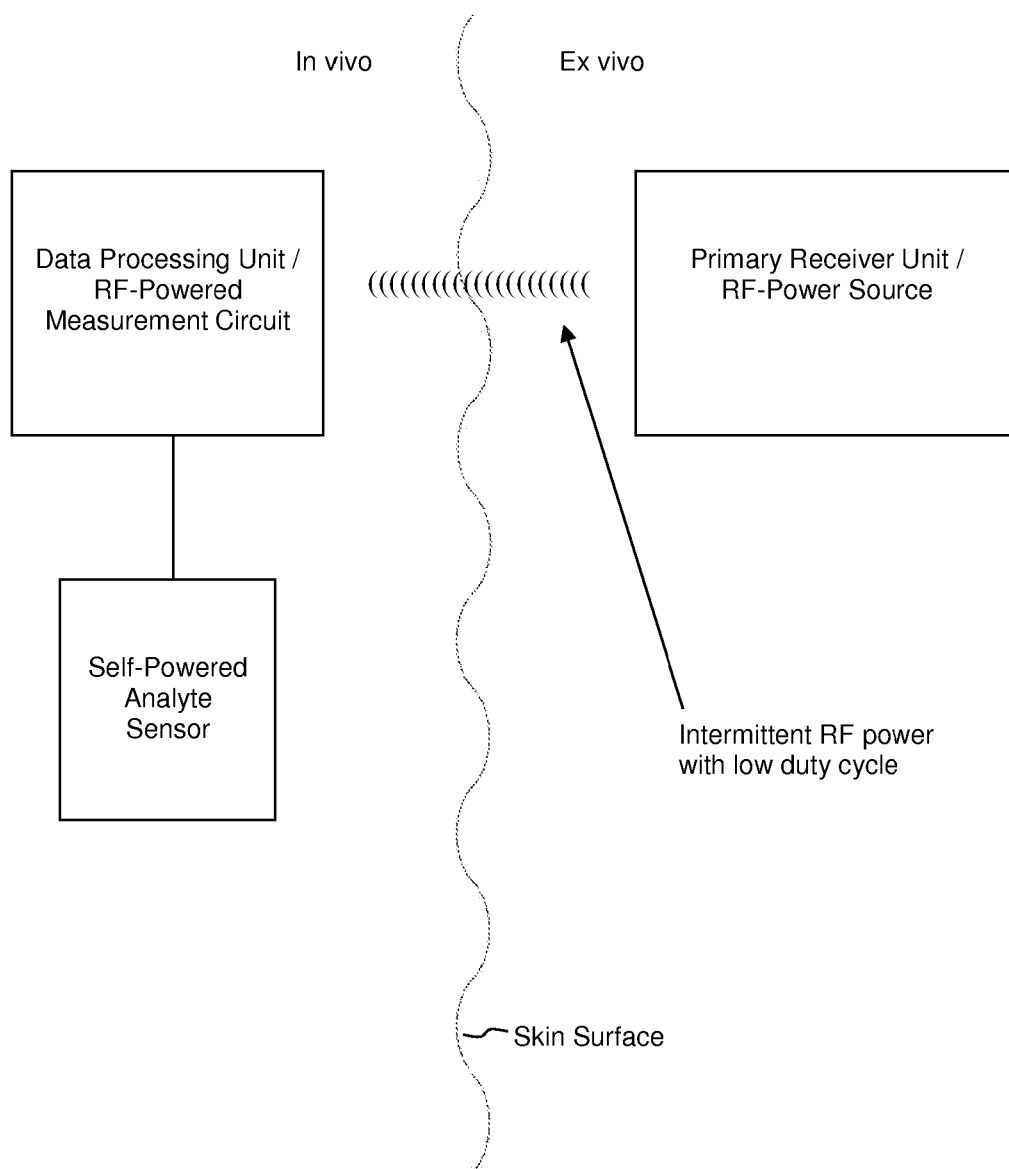 In vivo
Ex vivo
Data Processing Unit /
RF-Powered
Measurement Circuit
Primary Receiver Unit /
RF-Power Source
Self-Powered
Analyte
Sensor
Intermittent RF power
with low duty cycle
Skin Surface